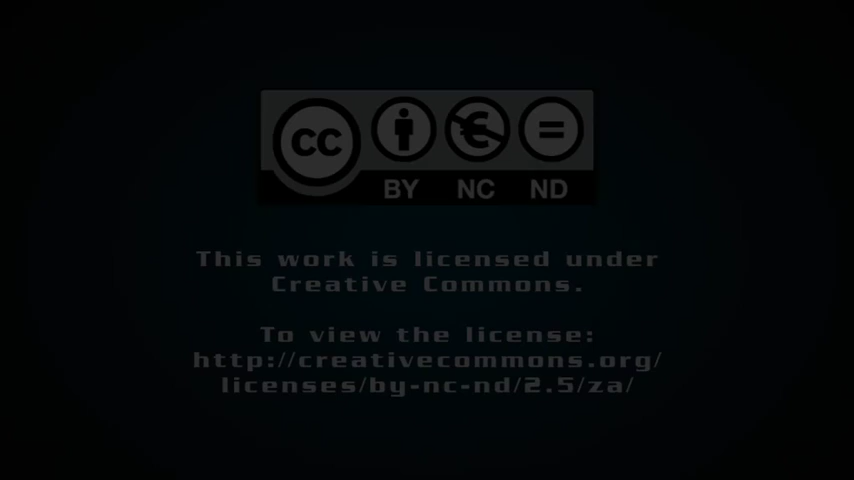 CC
BY NC ND
This work is licensed under
Creative Commons.
To view the license:
http://creativecommons.org/
licenses/by-nc-nd/2.5/za/